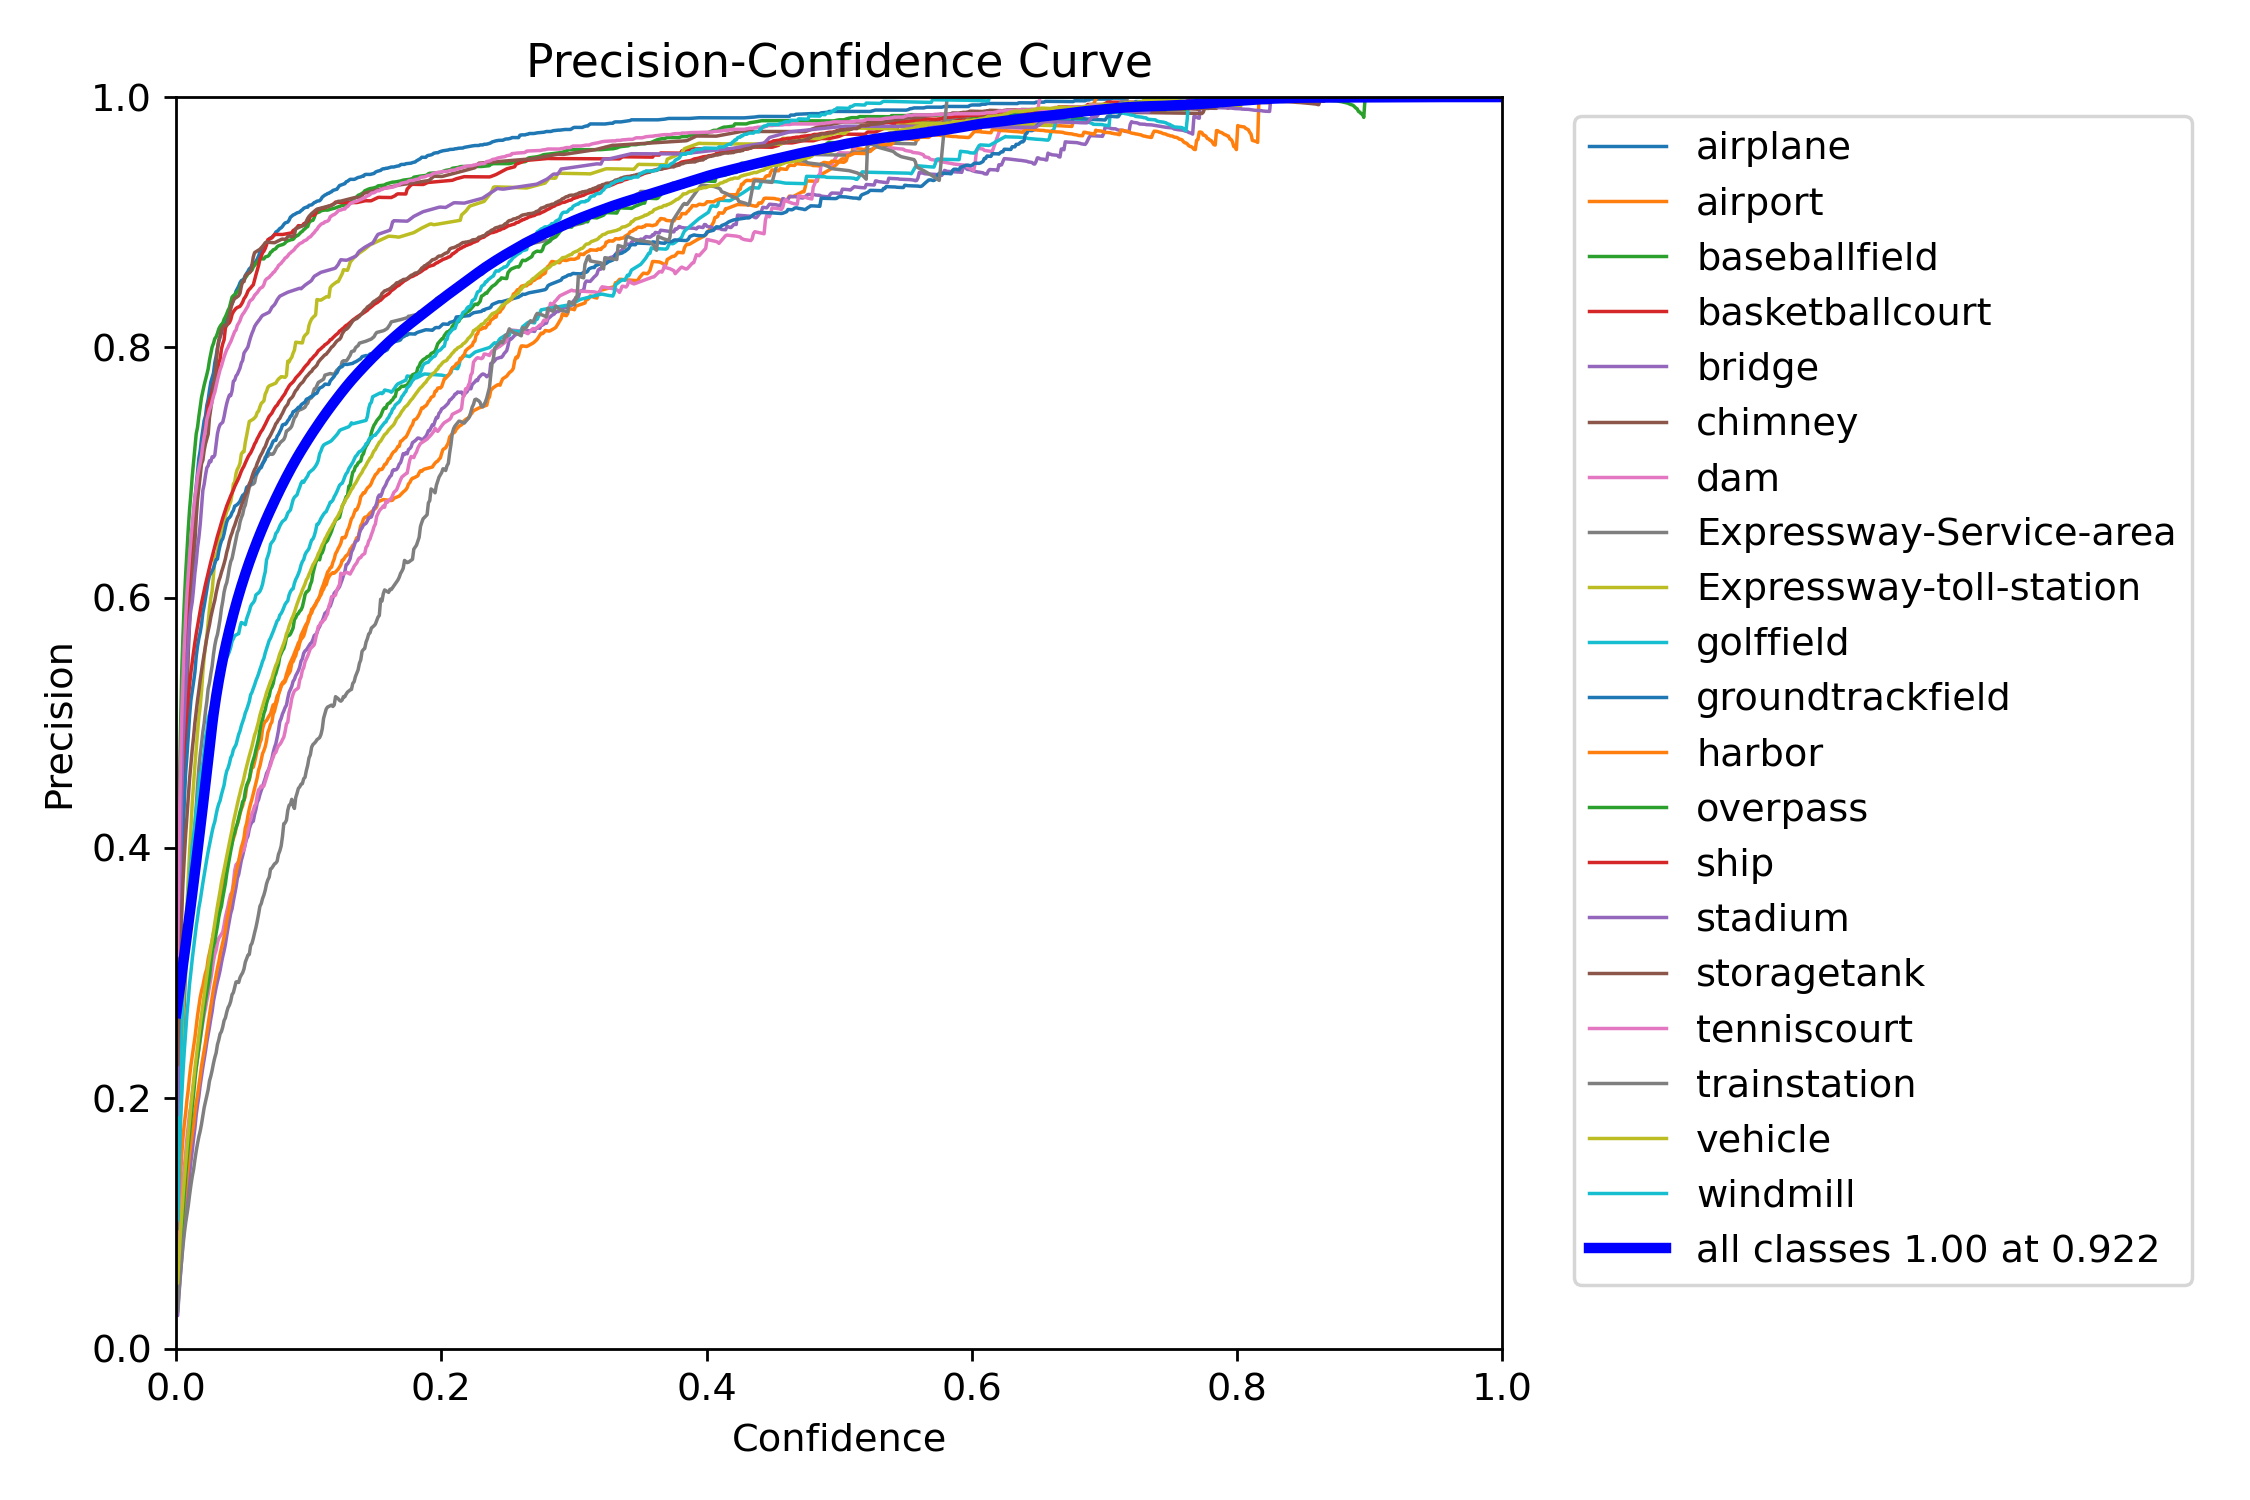 Precision-Confidence Curve
1.0
0.8
0.6
0.4
0.2
0.0
Precision
0.0 0.2 0.4 0.6 0.8 1.0
Confidence
airplane
airport
baseballfield
basketballcourt
bridge
chimney
dam
Expressway-Service-area
Expressway-toll-station
golffield
groundtrackfield
harbor
overpass
ship
stadium
storagetank
tenniscourt
trainstation
vehicle
windmill
all classes 1.00 at 0.922